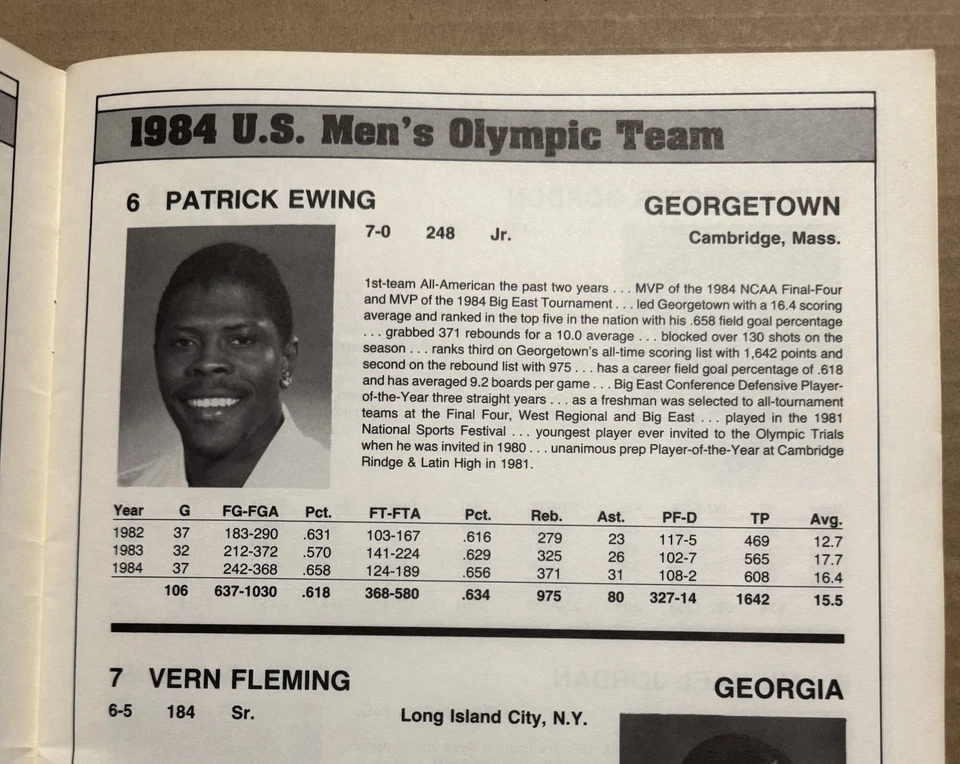 1984 U.S. Men's Olympic Team
6 PATRICK EWING GEORGETOWN
7-0 248 Jr. Cambridge, Mass.
1st-team All-American the past two years . . . MVP of the 1984 NCAA Final-Four
and MVP of the 1984 Big East Tournament . . . led Georgetown with a 16.4 scoring
average and ranked in the top five in the nation with his .658 field goal percentage
. . . grabbed 371 rebounds for a 10.0 average . . . blocked over 130 shots on the
season . . . ranks third on Georgetown's all-time scoring list with 1,642 points and
second on the rebound list with 975 . . . has a career field goal percentage of .618
and has averaged 9.2 boards per game . . . Big East Conference Defensive Player-
of-the-Year three straight years . . . as a freshman was selected to all-tournament
teams at the Final Four, West Regional and Big East . . . played in the 1981
National Sports Festival . . . youngest player ever invited to the Olympic Trials
when he was invited in 1980 . . . unanimous prep Player-of-the-Year at Cambridge
Rindge & Latin High in 1981.
Year G FG-FGA Pct. FT-FTA Pct. Reb. Ast. PF-D TP Avg.
1982 37 183-290 .631 103-167 .616 279 23 117-5 469 12.7
1983 32 212-372 .570 141-224 .629 325 26 102-7 565 17.7
1984 37 242-368 .658 124-189 .656 371 31 108-2 608 16.4
106 637-1030 .618 368-580 .634 975 80 327-14 1642 15.5
7 VERN FLEMING GEORGIA
6-5 184 Sr. Long Island City, N.Y.